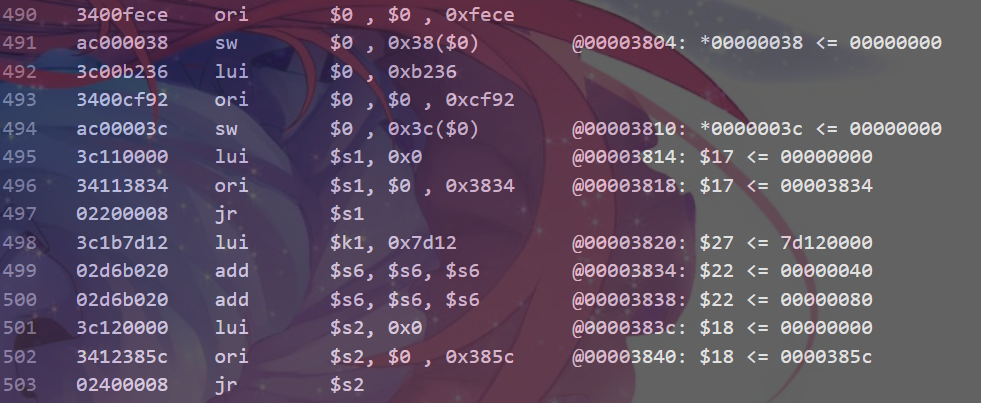 490 3400fece ori $0 , $0 , 0xfece
491 ac000038 sw $0 , 0x38($0) @00003804: *00000038 <= 00000000
492 3c00b236 lui $0 , 0xb236
493 3400cf92 ori $0 , $0 , 0xcf92
494 ac00003c sw $0 , 0x3c($0) @00003810: *0000003c <= 00000000
495 3c110000 lui $s1, 0x0 @00003814: $17 <= 00000000
496 34113834 ori $s1, $0 , 0x3834 @00003818: $17 <= 00003834
497 02200008 jr $s1
498 3c1b7d12 lui $k1, 0x7d12 @00003820: $27 <= 7d120000
499 02d6b020 add $s6, $s6, $s6 @00003834: $22 <= 00000040
500 02d6b020 add $s6, $s6, $s6 @00003838: $22 <= 00000080
501 3c120000 lui $s2, 0x0 @0000383c: $18 <= 00000000
502 3412385c ori $s2, $0 , 0x385c @00003840: $18 <= 0000385c
503 02400008 jr $s2